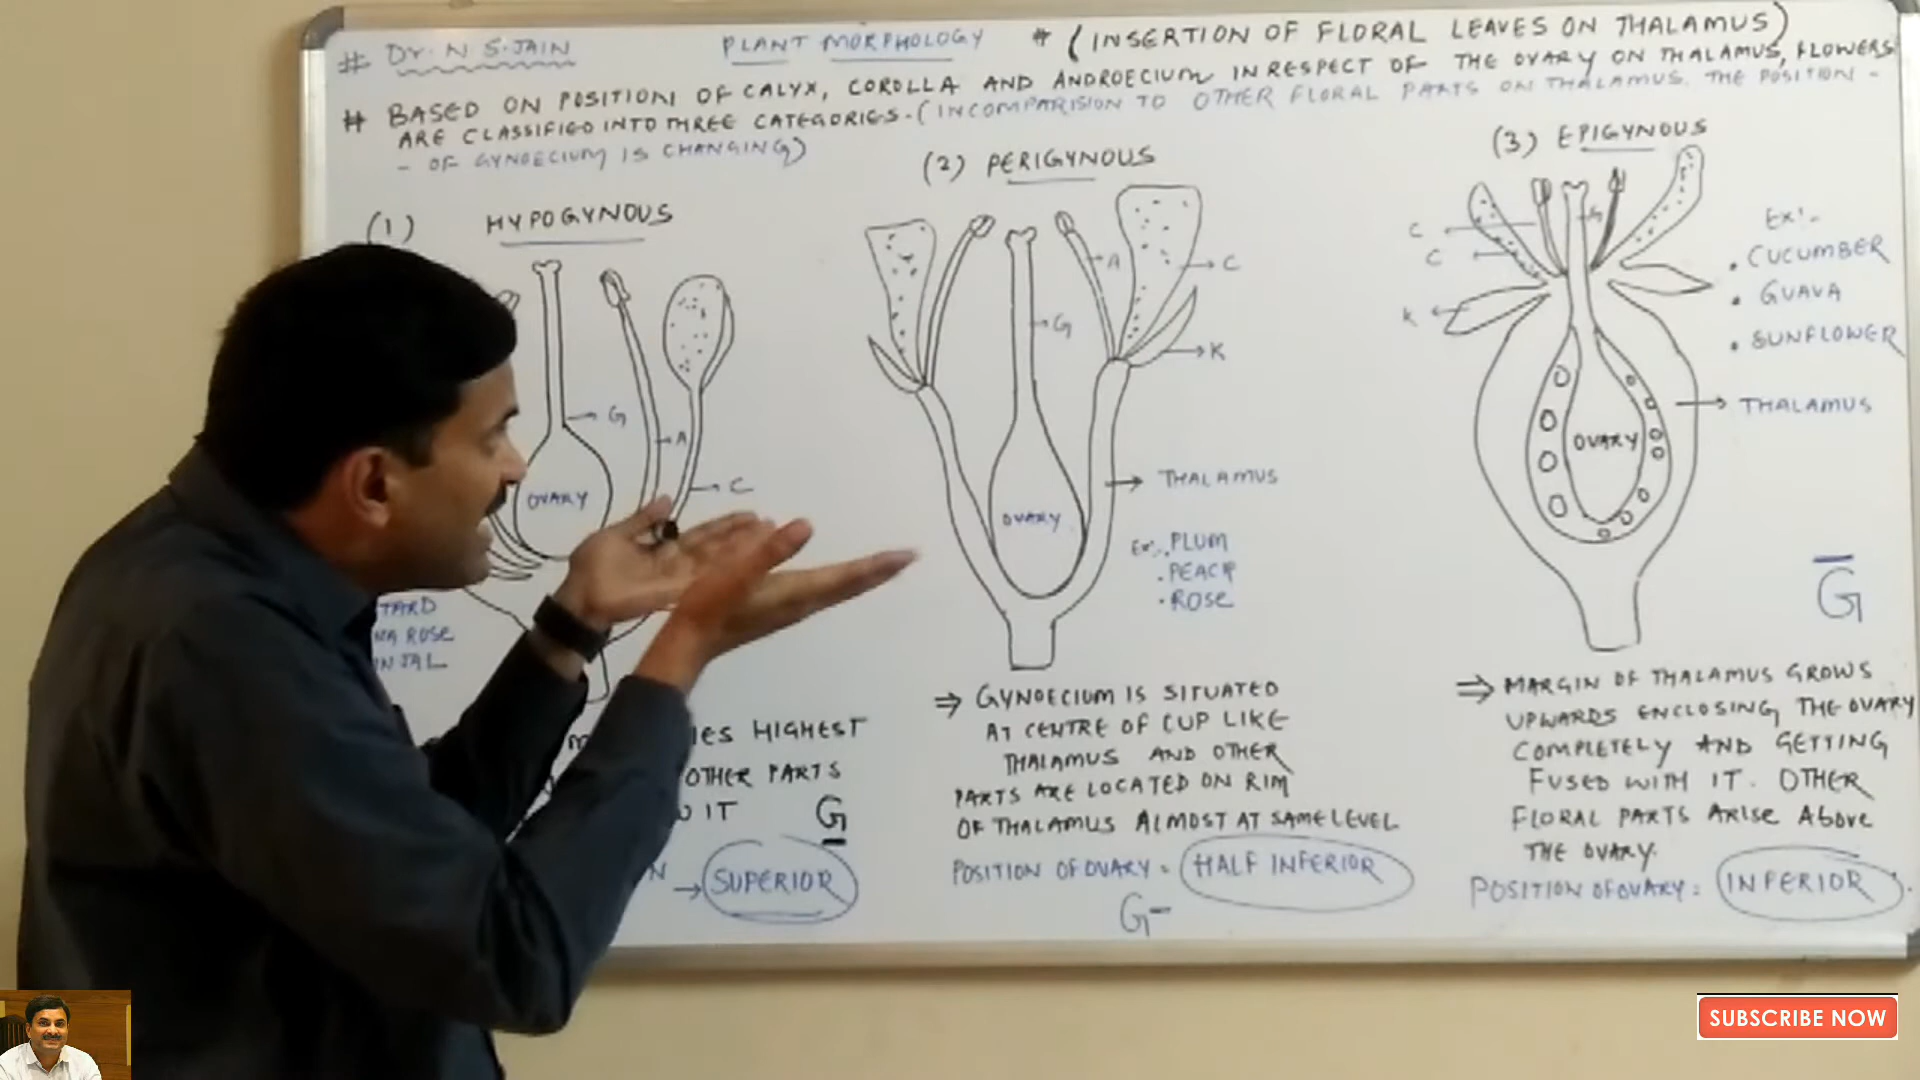 # Dr. N S. JAIN
PLANT MORPHOLOGY
# (INSERTION OF FLORAL LEAVES ON THALAMUS)
# BASED ON POSITION OF CALYX, COROLLA AND ANDROECIUM IN RESPECT OF THE OVARY ON THALAMUS, FLOWERS
ARE CLASSIFIED INTO THREE CATEGORIES. (INCOMPARISION TO OTHER FLORAL PARTS ON THALAMUS. THE POSITION -
- OF GYNOECIUM IS CHANGING)
(1) HYPOGYNOUS
G
A
C
OVARY
TARD
NA ROSE
INJAL
IES HIGHEST
OTHER PARTS
IT
G
N → SUPERIOR
(2) PERIGYNOUS
A
C
G
K
THALAMUS
OVARY
Ex:. PLUM
. PEACH
. ROSE
⇒ GYNOECIUM IS SITUATED
AT CENTRE OF CUP LIKE
THALAMUS AND OTHER
PARTS ARE LOCATED ON RIM
OF THALAMUS ALMOST AT SAME LEVEL
POSITION OF OVARY = HALF INFERIOR
G-
(3) EPIGYNOUS
C
G
C
K
Ex:-
. CUCUMBER
. GUAVA
. SUNFLOWER
THALAMUS
OVARY
G
⇒ MARGIN OF THALAMUS GROWS
UPWARDS ENCLOSING THE OVARY
COMPLETELY AND GETTING
FUSED WITH IT. OTHER
FLORAL PARTS ARISE ABOVE
THE OVARY.
POSITION OF OVARY = INFERIOR
SUBSCRIBE NOW